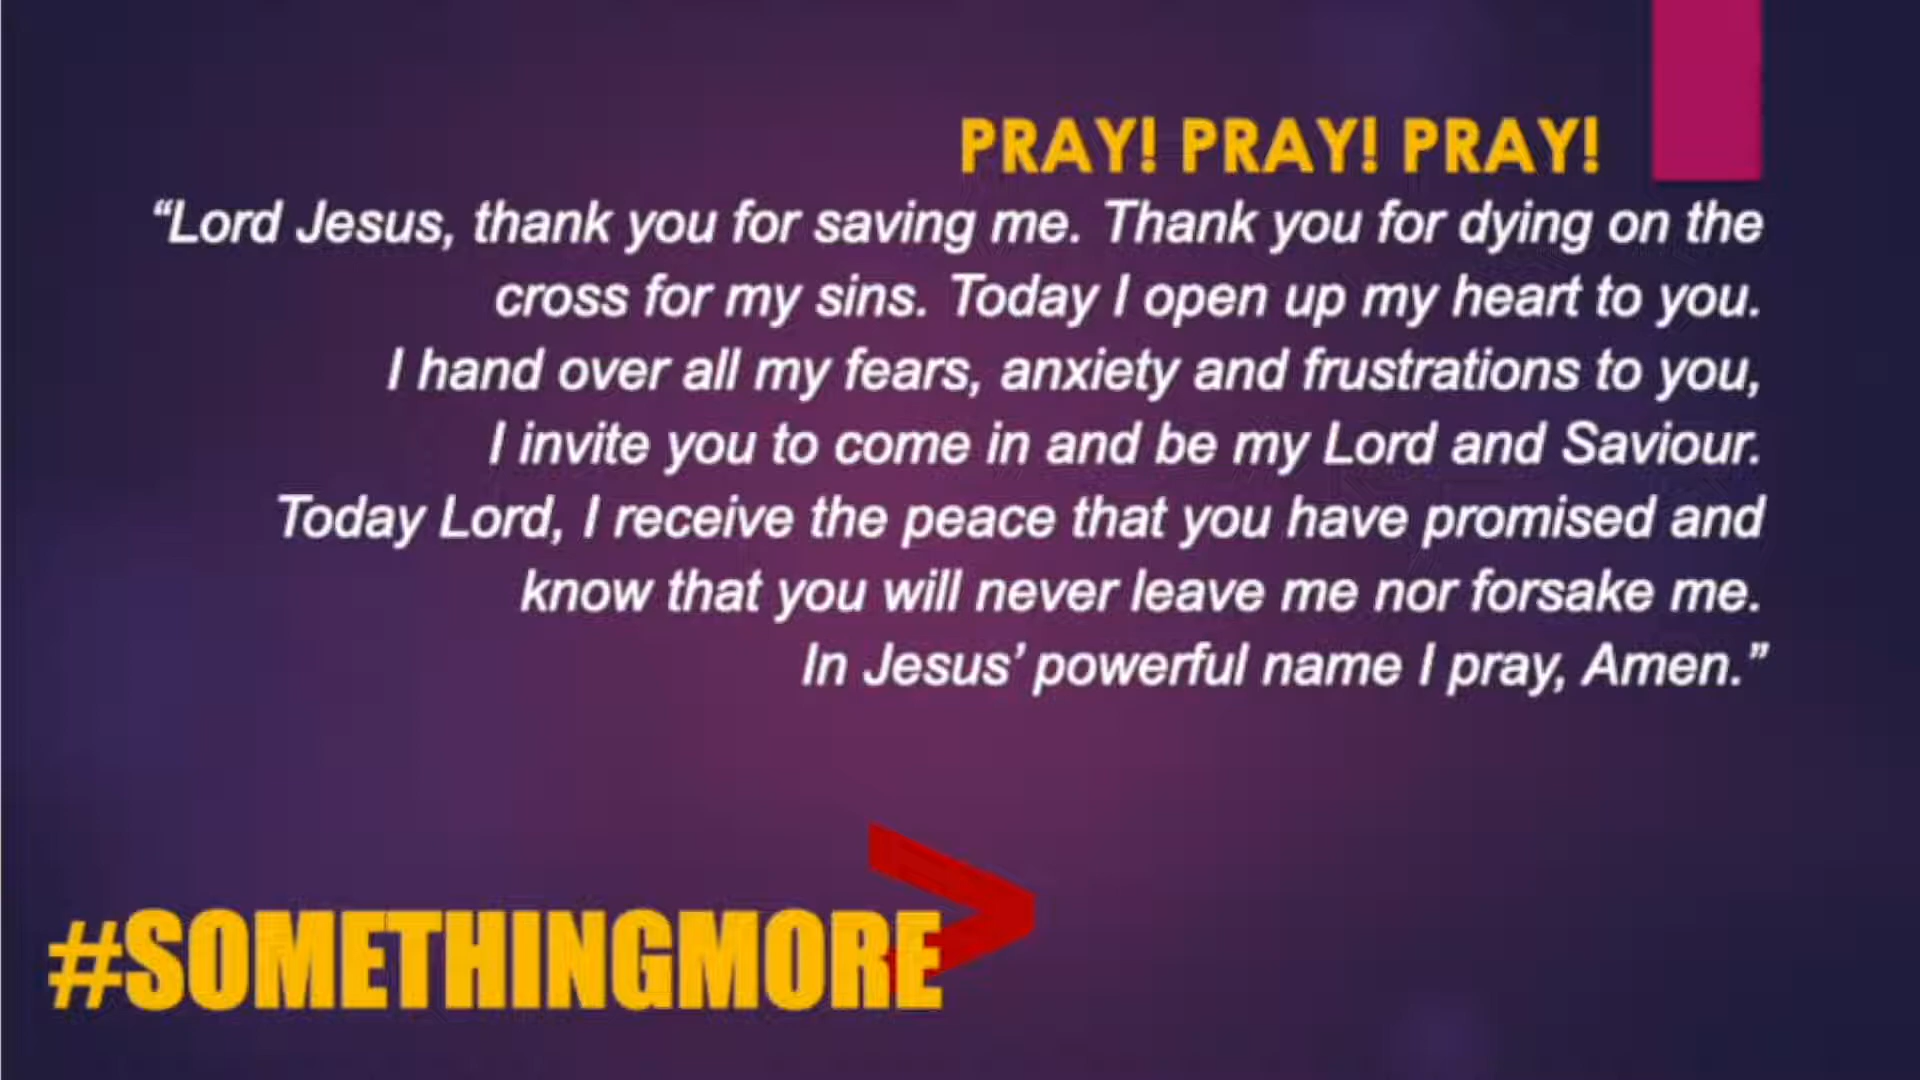 PRAY! PRAY! PRAY!
“Lord Jesus, thank you for saving me. Thank you for dying on the
cross for my sins. Today I open up my heart to you.
I hand over all my fears, anxiety and frustrations to you,
I invite you to come in and be my Lord and Saviour.
Today Lord, I receive the peace that you have promised and
know that you will never leave me nor forsake me.
In Jesus’ powerful name I pray, Amen.”
#SOMETHINGMORE>